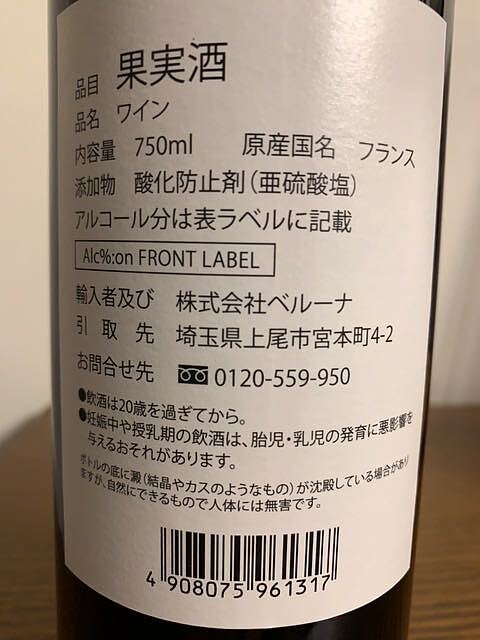 品目 果実酒
品名 ワイン
内容量 750ml 原産国名 フランス
添加物 酸化防止剤(亜硫酸塩)
アルコール分は表ラベルに記載
Alc%:on FRONT LABEL
輸入者及び 株式会社ベルーナ
引取先 埼玉県上尾市宮本町4-2
お問合せ先 0120-559-950
●飲酒は20歳を過ぎてから。
●妊娠中や授乳期の飲酒は、胎児・乳児の発育に悪影響を
与えるおそれがあります。
ボトルの底に澱(結晶やカスのようなもの)が沈殿している場合があり
ますが、自然にできるもので人体には無害です。
4 908075 961317